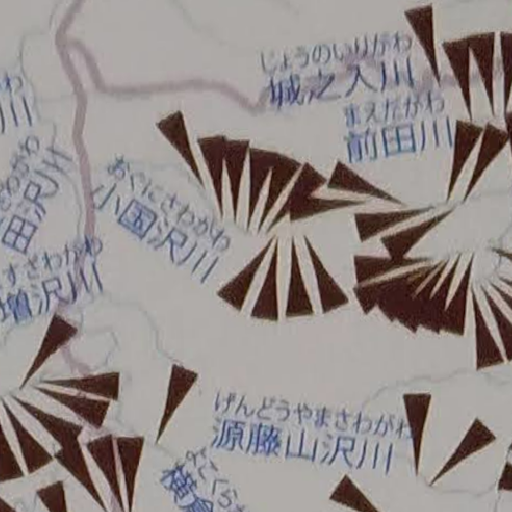 じょうのいりがわ
城之入川
まえだがわ
前田川
おぐにさわがわ
小国沢川
田沢川
すさわがわ
増沢川
げんどうやまさわがわ
源藤山沢川